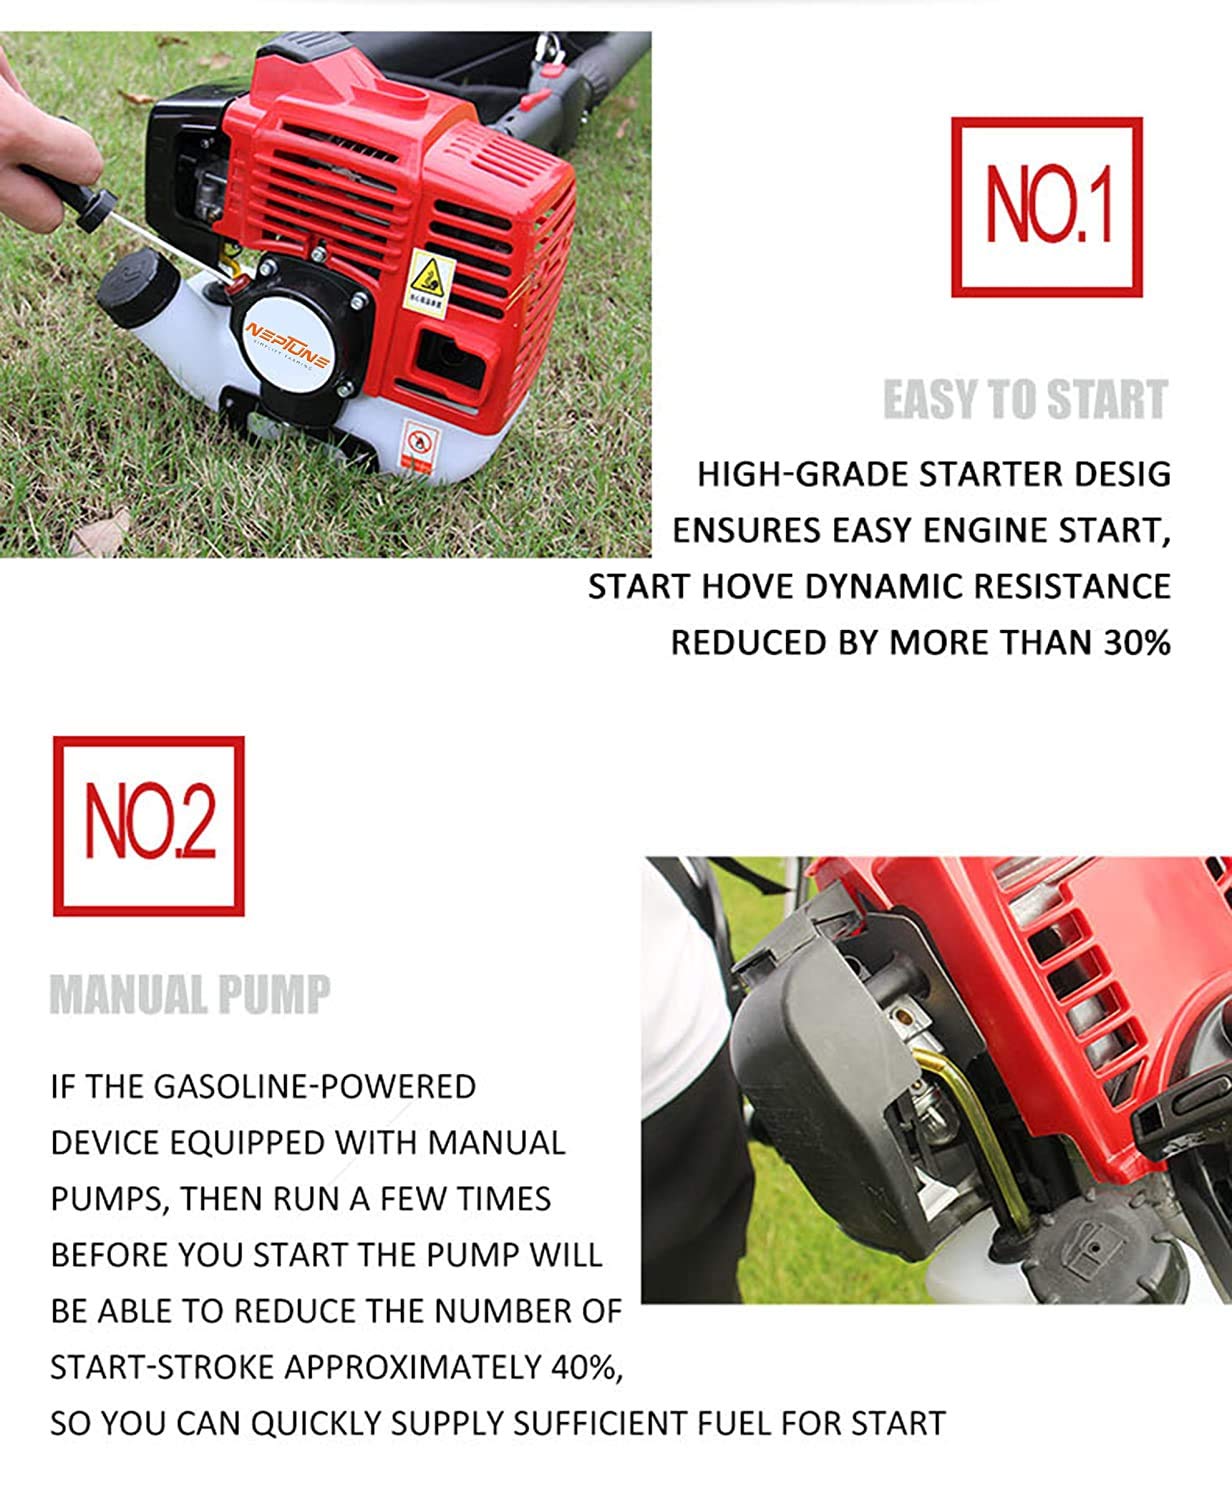 NEPTUNE
SIMPLIFY FARMING
NO.1
EASY TO START
HIGH-GRADE STARTER DESIG
ENSURES EASY ENGINE START,
START HOVE DYNAMIC RESISTANCE
REDUCED BY MORE THAN 30%
NO.2
MANUAL PUMP
IF THE GASOLINE-POWERED
DEVICE EQUIPPED WITH MANUAL
PUMPS, THEN RUN A FEW TIMES
BEFORE YOU START THE PUMP WILL
BE ABLE TO REDUCE THE NUMBER OF
START-STROKE APPROXIMATELY 40%,
SO YOU CAN QUICKLY SUPPLY SUFFICIENT FUEL FOR START